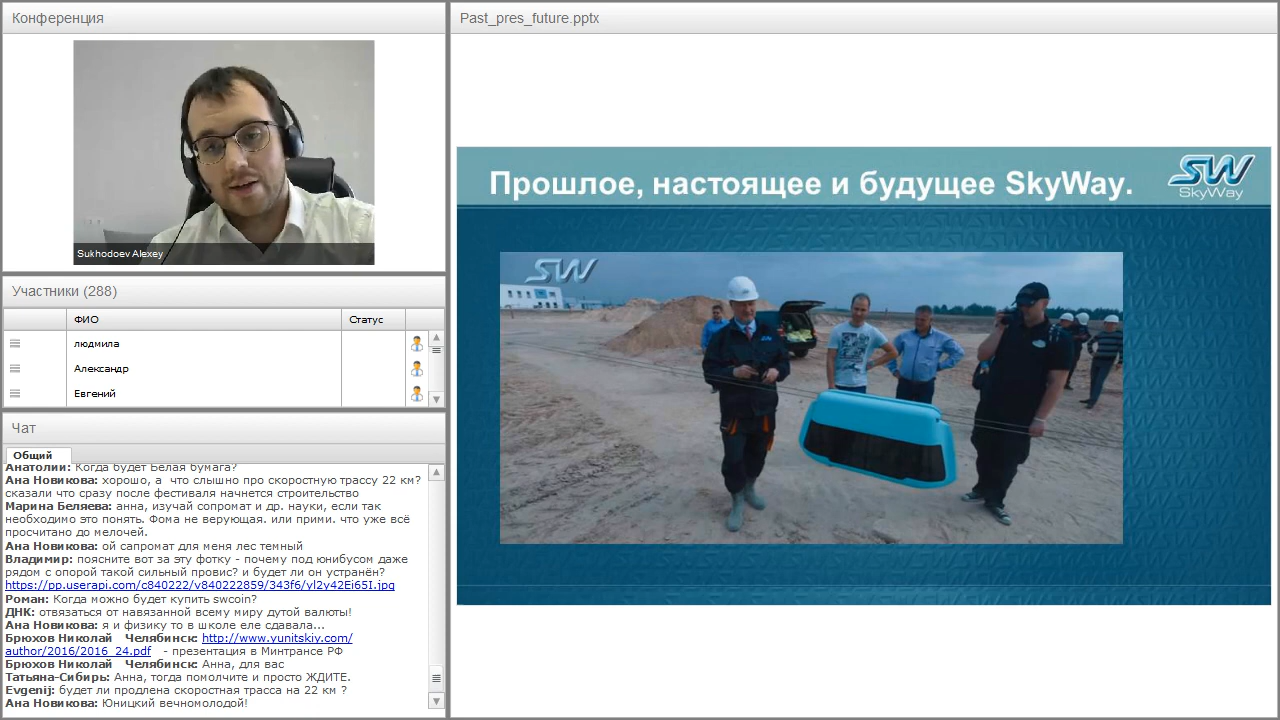 Конференция
Sukhodoev Alexey
Участники (288)
ФИО
Статус
людмила
Александр
Евгений
Чат
Общий
Анатолий: Когда будет Белая бумага?
Ана Новикова: хорошо, а что слышно про скоростную трассу 22 км?
сказали что сразу после фестиваля начнется строительство
Марина Беляева: анна, изучай сопромат и др. науки, если так
необходимо это понять. Фома не верующая. или прими. что уже всё
просчитано до мелочей.
Ана Новикова: ой сапромат для меня лес темный
Владимир: поясните вот за эту фотку - почему под юнибусом даже
рядом с опорой такой сильный провис? и будет ли он устранён?
https://pp.userapi.com/c840222/v840222859/343f6/yl2y42Ei65I.jpg
Роман: Когда можно будет купить swcoin?
ДНК: отвязаться от навязанной всему миру дутой валюты!
Ана Новикова: я и физику то в школе еле сдавала...
Брюхов Николай Челябинск: http://www.yunitskiy.com/
author/2016/2016_24.pdf - презентация в Минтрансе РФ
Брюхов Николай Челябинск: Анна, для вас
Татьяна-Сибирь: Анна, тогда помолчите и просто ЖДИТЕ.
Evgenij: будет ли продлена скоростная трасса на 22 км ?
Ана Новикова: Юницкий вечномолодой!
Past_pres_future.pptx
Прошлое, настоящее и будущее SkyWay.
SW
SkyWay
SW